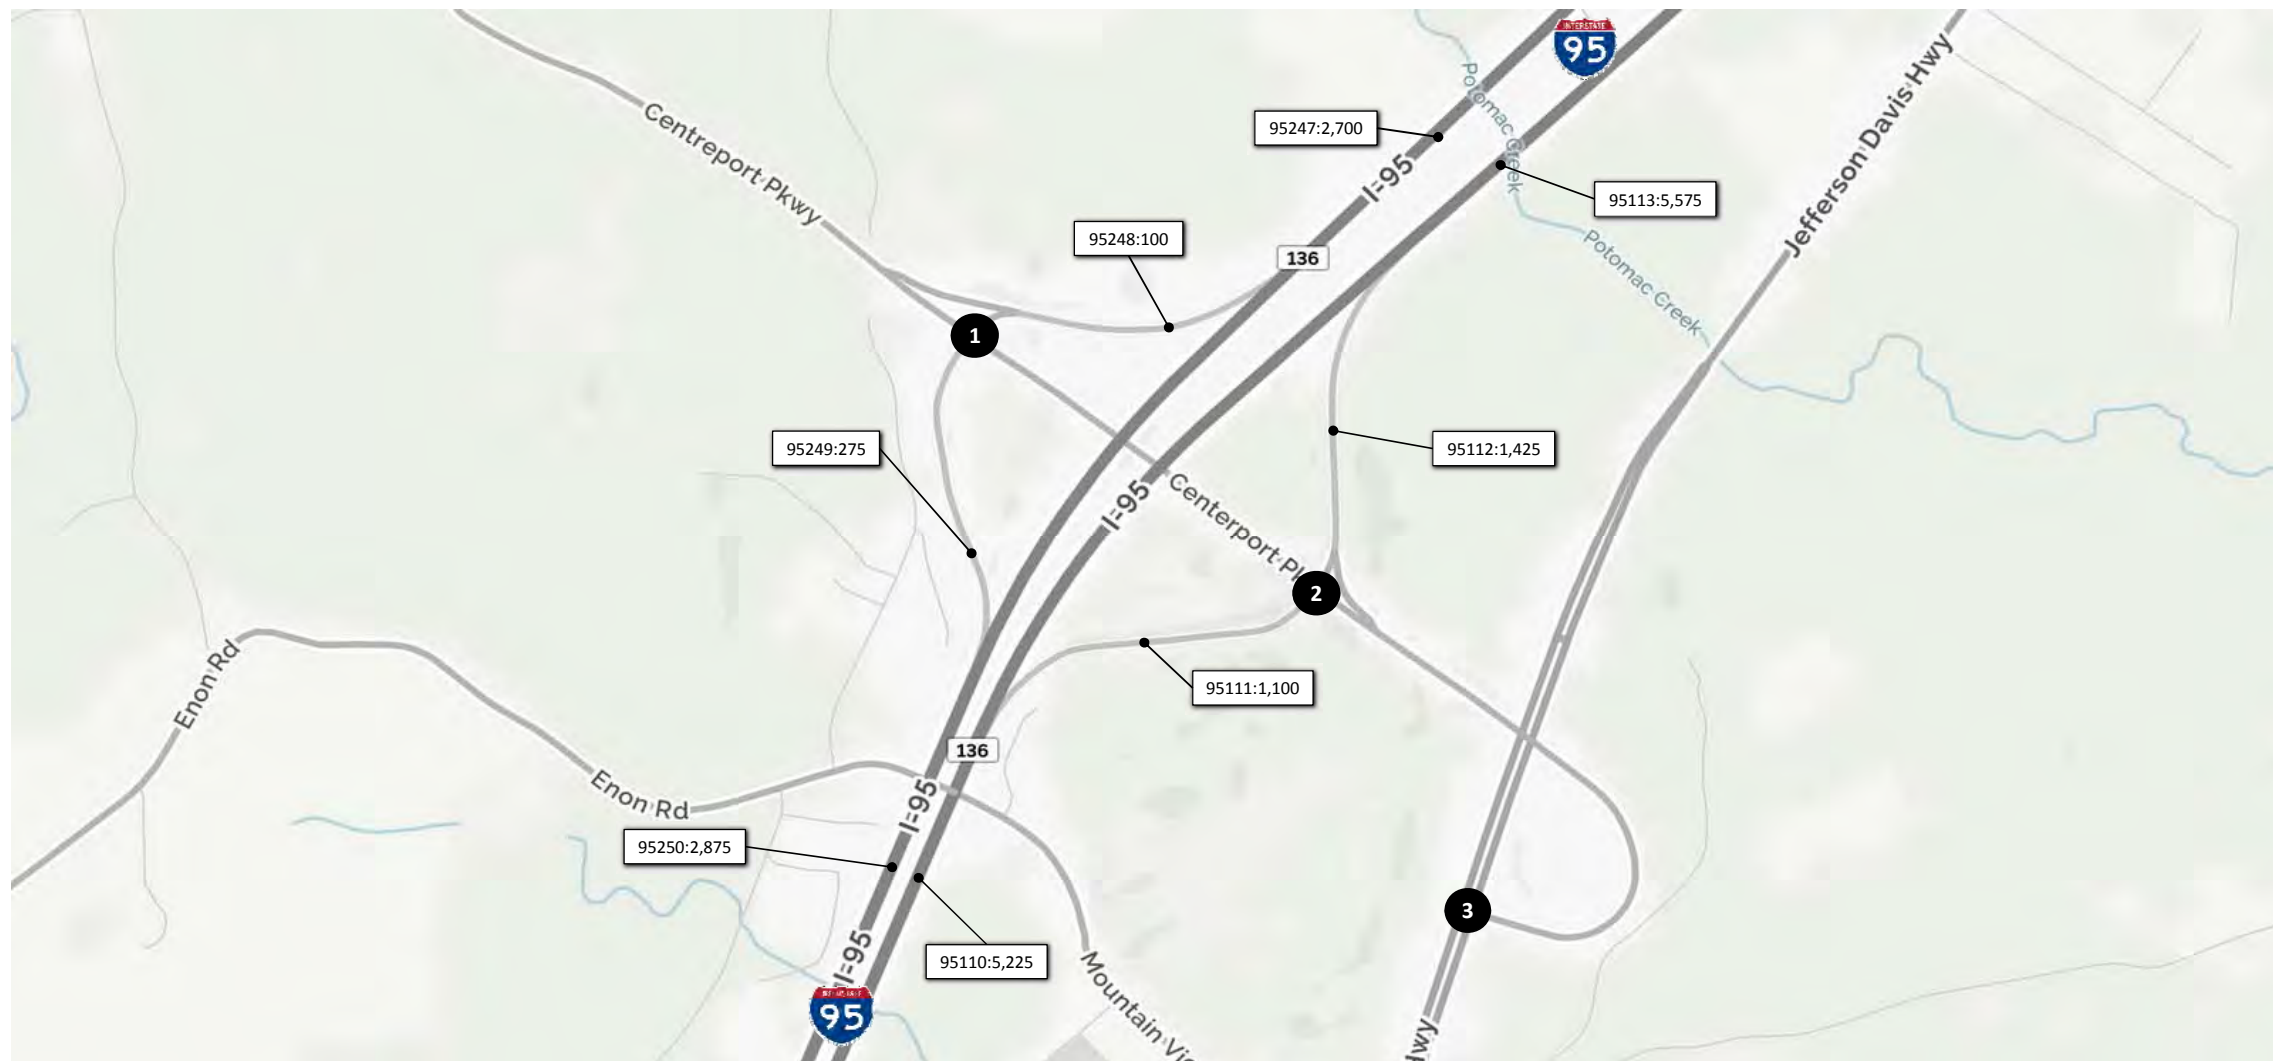 INTERSTATE
95
Jefferson Davis Hwy
Potomac Creek
Centreport Pkwy
95247:2,700
I-95
95113:5,575
95248:100
136
Potomac Creek
1
95249:275
95112:1,425
I-95
Centerport
2
Enon Rd
95111:1,100
136
Enon Rd
I-95
95250:2,875
3
95110:5,225
I-95
Mountain
95
Hwy